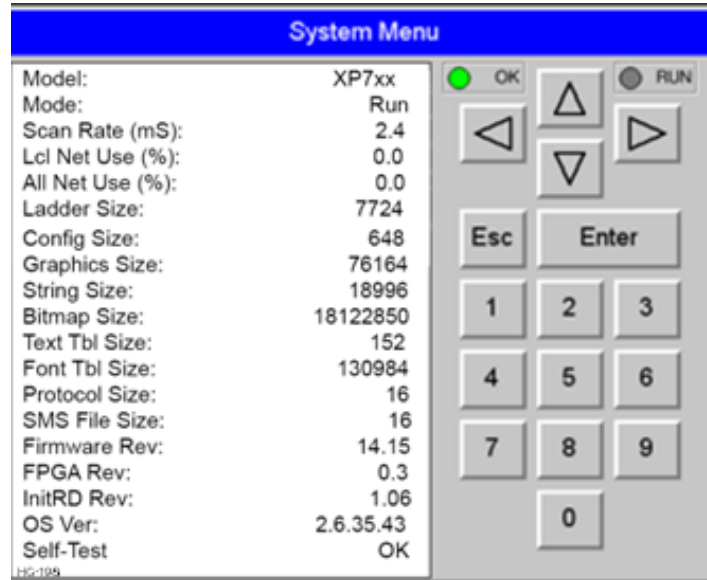 System Menu
Model: XP7xx
Mode: Run
Scan Rate (mS): 2.4
Lcl Net Use (%): 0.0
All Net Use (%): 0.0
Ladder Size: 7724
Config Size: 648
Graphics Size: 76164
String Size: 18996
Bitmap Size: 18122850
Text Tbl Size: 152
Font Tbl Size: 130984
Protocol Size: 16
SMS File Size: 16
Firmware Rev: 14.15
FPGA Rev: 0.3
InitRD Rev: 1.06
OS Ver: 2.6.35.43
Self-Test OK
HG-195
OK RUN
Esc Enter
1 2 3
4 5 6
7 8 9
0